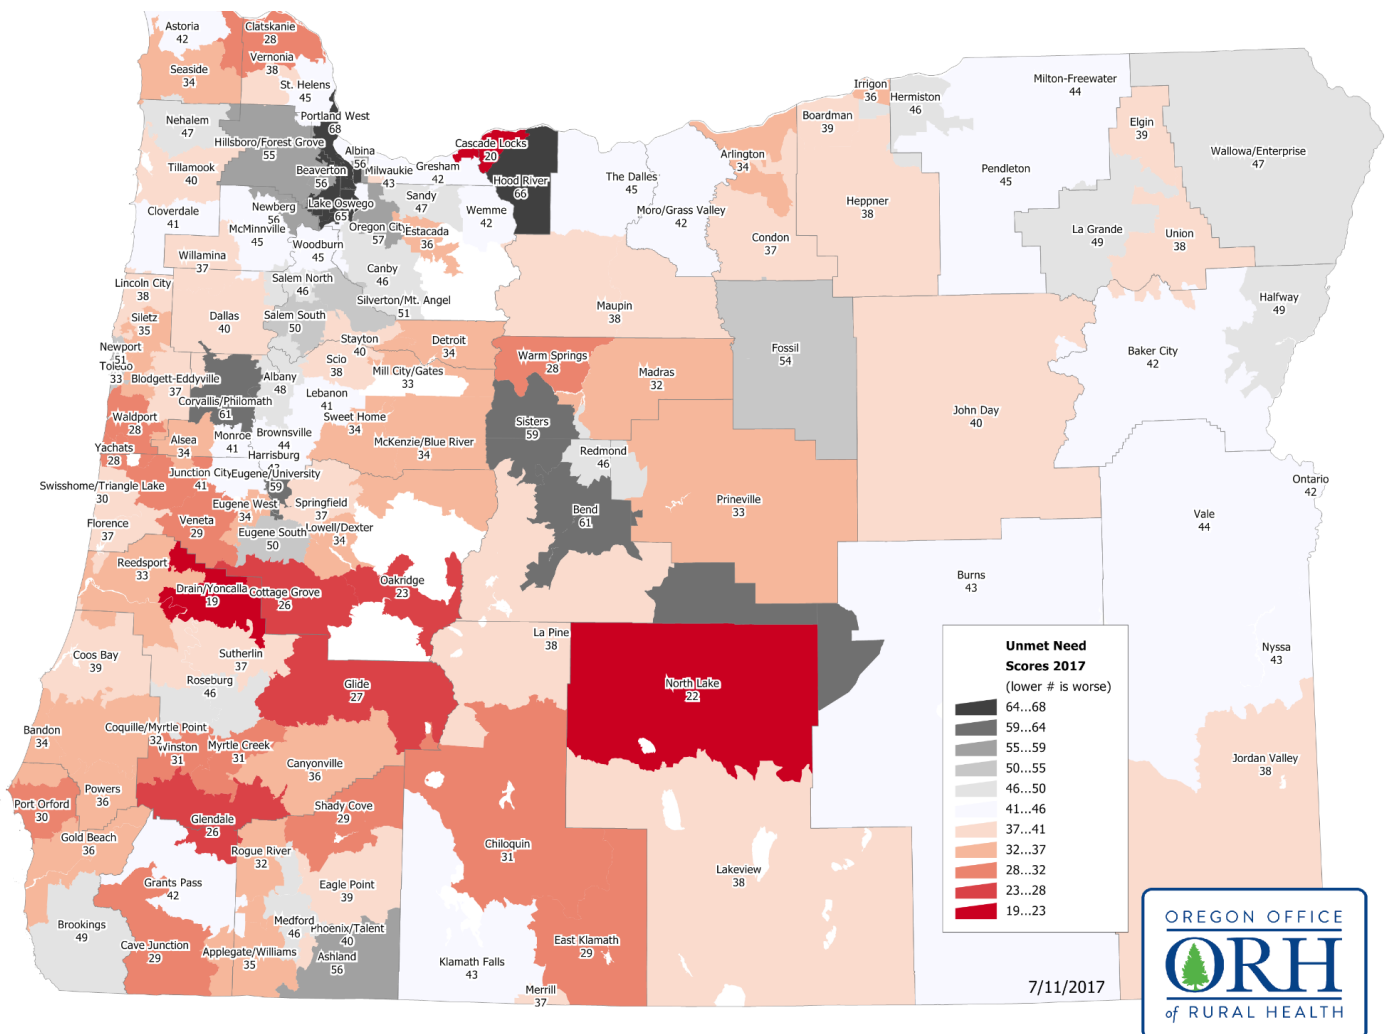 Astoria
42
Clatskanie
28
Vernonia
38
Seaside
34
St. Helens
45
Portland West
68
Nehalem
47
Hillsboro/Forest Grove
55
Albina
56
Beaverton
56
Milwaukie
43
Gresham
42
Cascade Locks
20
Hood River
66
Tillamook
40
Lake Oswego
65
Sandy
47
Wemme
42
The Dalles
45
Moro/Grass Valley
42
Arlington
34
Boardman
39
Irrigon
36
Hermiston
46
Milton-Freewater
44
Elgin
39
Wallowa/Enterprise
47
Pendleton
45
Heppner
38
La Grande
49
Union
38
Condon
37
Cloverdale
41
Newberg
56
McMinnville
45
Oregon City
57
Estacada
36
Woodburn
45
Willamina
37
Canby
46
Lincoln City
38
Salem North
46
Silverton/Mt. Angel
51
Siletz
35
Dallas
40
Salem South
50
Maupin
38
Halfway
49
Newport
51
Toledo
33
Stayton
40
Detroit
34
Scio
38
Mill City/Gates
33
Warm Springs
28
Madras
32
Fossil
54
Baker City
42
Blodgett-Eddyville
37
Albany
48
Corvallis/Philomath
61
Lebanon
41
Sweet Home
34
Waldport
28
Alsea
34
Monroe
41
Brownsville
44
McKenzie/Blue River
34
Sisters
59
Redmond
46
John Day
40
Yachats
28
Harrisburg
Junction City
41
Eugene/University
59
Swisshome/Triangle Lake
30
Eugene West
34
Springfield
37
Bend
61
Prineville
33
Ontario
42
Vale
44
Florence
37
Veneta
29
Eugene South
50
Lowell/Dexter
34
Reedsport
33
Drain/Yoncalla
19
Cottage Grove
26
Oakridge
23
Burns
43
Coos Bay
39
Sutherlin
37
Roseburg
46
La Pine
38
North Lake
22
Glide
27
Nyssa
43
Bandon
34
Coquille/Myrtle Point
32
Winston
31
Myrtle Creek
31
Canyonville
36
Jordan Valley
38
Port Orford
30
Powers
36
Glendale
26
Shady Cove
29
Gold Beach
36
Rogue River
32
Chiloquin
31
Lakeview
38
Grants Pass
42
Eagle Point
39
Brookings
49
Cave Junction
29
Medford
46
Phoenix/Talent
40
Applegate/Williams
35
Ashland
56
Klamath Falls
43
East Klamath
29
Merrill
37
Unmet Need
Scores 2017
(lower # is worse)
64...68
59...64
55...59
50...55
46...50
41...46
37...41
32...37
28...32
23...28
19...23
7/11/2017
OREGON OFFICE
ORH
of RURAL HEALTH